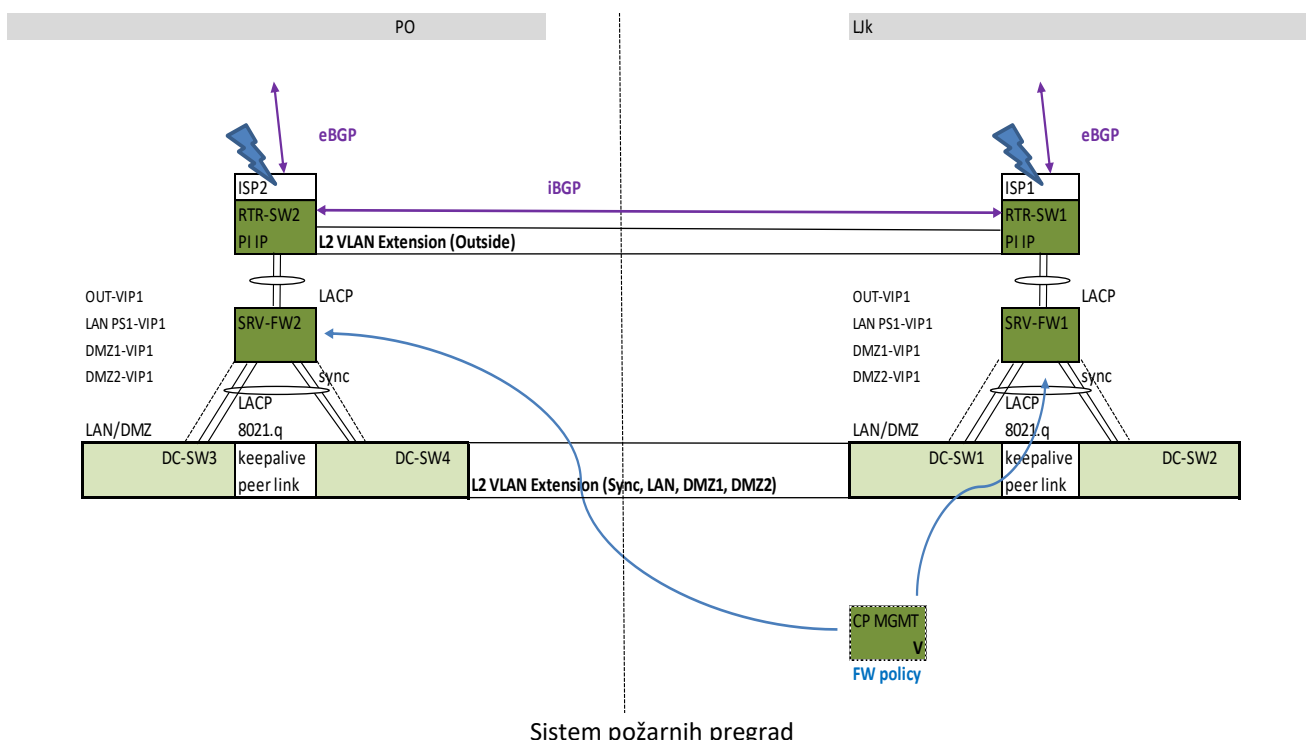 PO
LJk
eBGP
eBGP
ISP2
iBGP
ISP1
RTR-SW2
RTR-SW1
PI IP
L2 VLAN Extension (Outside)
PI IP
OUT-VIP1
LACP
OUT-VIP1
LACP
LAN PS1-VIP1
SRV-FW2
LAN PS1-VIP1
SRV-FW1
DMZ1-VIP1
DMZ1-VIP1
DMZ2-VIP1
sync
DMZ2-VIP1
sync
LACP
LACP
LAN/DMZ
8021.q
LAN/DMZ
8021.q
DC-SW3
keepalive
DC-SW4
DC-SW1
keepalive
DC-SW2
peer link
L2 VLAN Extension (Sync, LAN, DMZ1, DMZ2)
peer link
CP MGMT
V
FW policy
Sistem požarnih pregrad